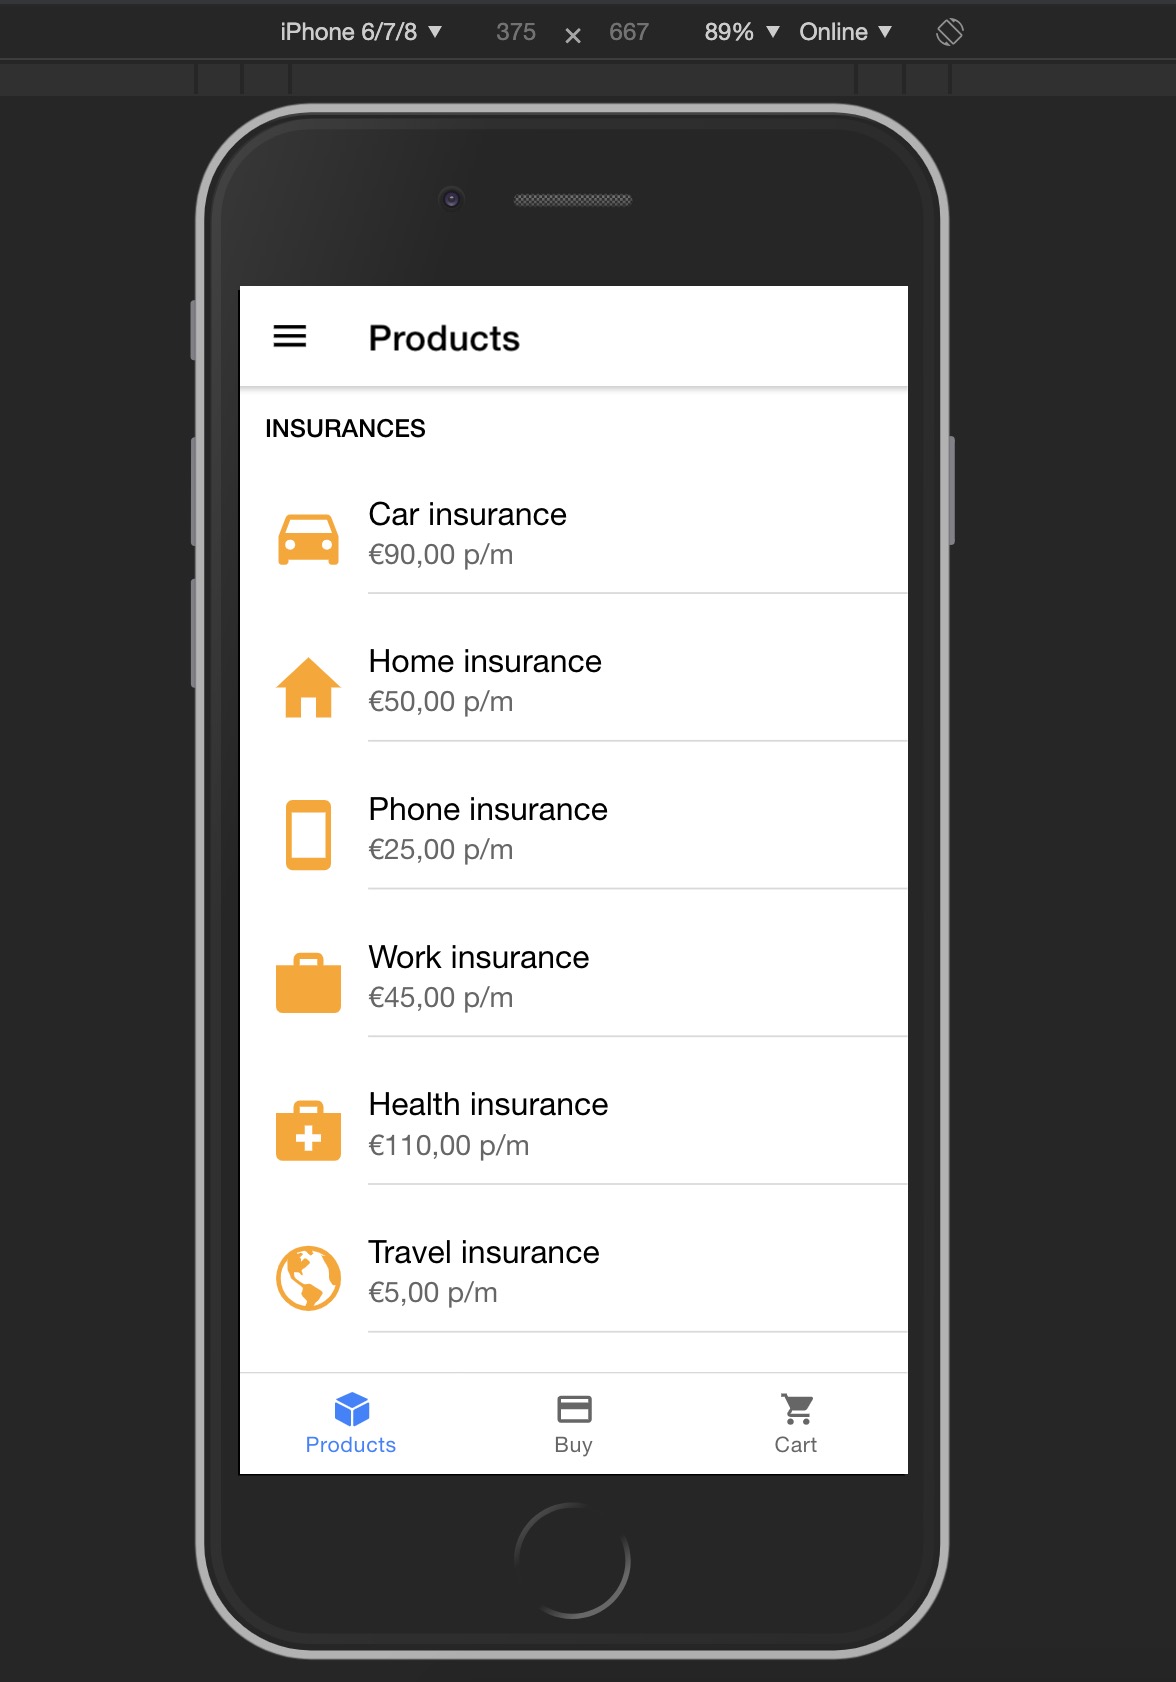 iPhone 6/7/8 ▼ 375 × 667 89% ▼ Online ▼
Products
INSURANCES
Car insurance
€90,00 p/m
Home insurance
€50,00 p/m
Phone insurance
€25,00 p/m
Work insurance
€45,00 p/m
Health insurance
€110,00 p/m
Travel insurance
€5,00 p/m
Products Buy Cart